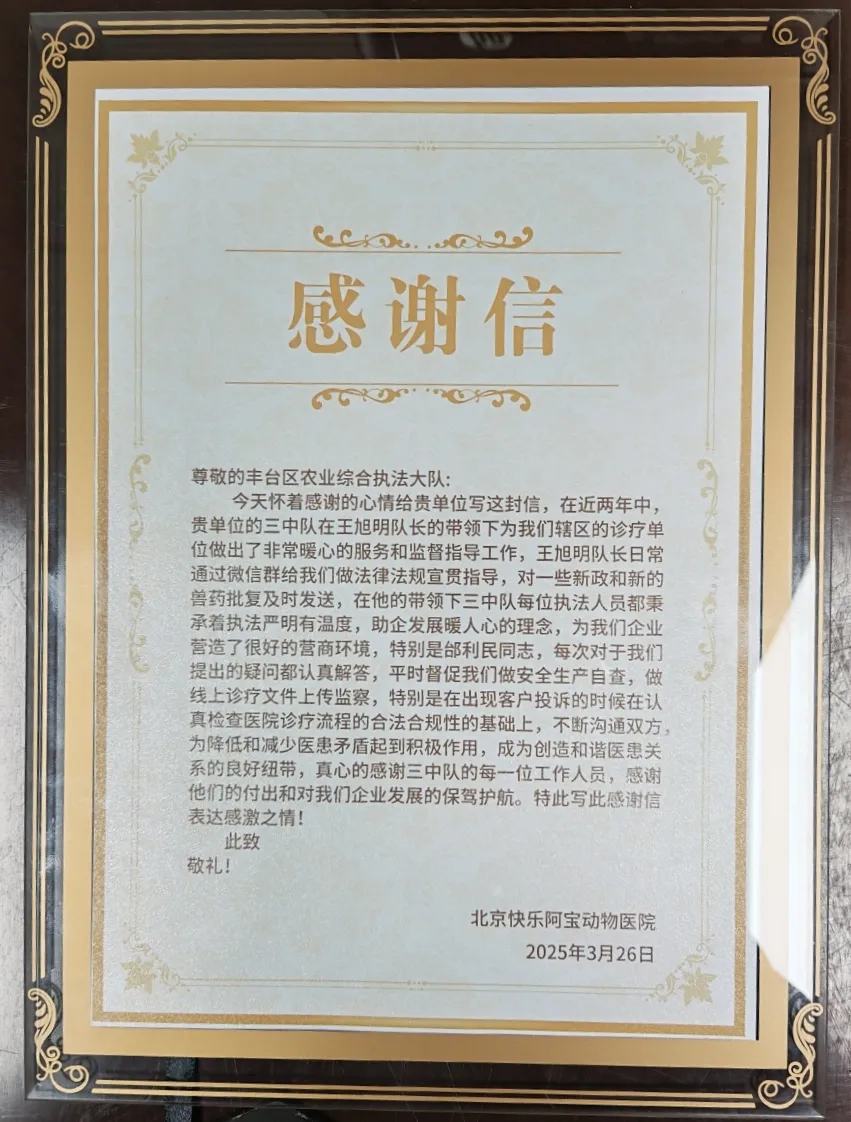 感谢信
尊敬的丰台区农业综合执法大队:
今天怀着感谢的心情给贵单位写这封信，在近两年中，
贵单位的三中队在王旭明队长的带领下为我们辖区的诊疗单
位做出了非常暖心的服务和监督指导工作，王旭明队长日常
通过微信群给我们做法律法规宣贯指导，对一些新政和新的
兽药批复及时发送，在他的带领下三中队每位执法人员都秉
承着执法严明有温度，助企发展暖人心的理念，为我们企业
营造了很好的营商环境，特别是邰利民同志，每次对于我们
提出的疑问都认真解答，平时督促我们做安全生产自查，做
线上诊疗文件上传监察，特别是在出现客户投诉的时候在认
真检查医院诊疗流程的合法合规性的基础上，不断沟通双方，
为降低和减少医患矛盾起到积极作用，成为创造和谐医患关
系的良好纽带，真心的感谢三中队的每一位工作人员，感谢
他们的付出和对我们企业发展的保驾护航。特此写此感谢信
表达感激之情！
此致
敬礼！
北京快乐阿宝动物医院
2025年3月26日